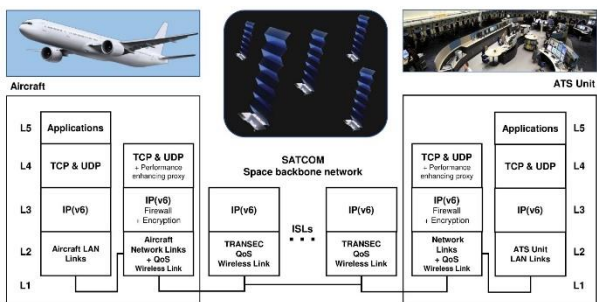 Aircraft
ATS Unit
SATCOM
Space backbone network
L5
Applications
L4
TCP & UDP
TCP & UDP
+ Performance
enhancing proxy
L3
IP(v6)
IP(v6)
Firewall
+ Encryption
L2
Aircraft LAN
Links
Aircraft
Network Links
+ QoS
Wireless Link
L1
IP(v6)
TRANSEC
QoS
Wireless Link
ISLs
IP(v6)
TRANSEC
QoS
Wireless Link
TCP & UDP
+ Performance
enhancing proxy
IP(v6)
Firewall
+ Encryption
Network
Links
+ QoS
Wireless Link
Applications
L5
TCP & UDP
L4
IP(v6)
L3
ATS Unit
LAN Links
L2
L1